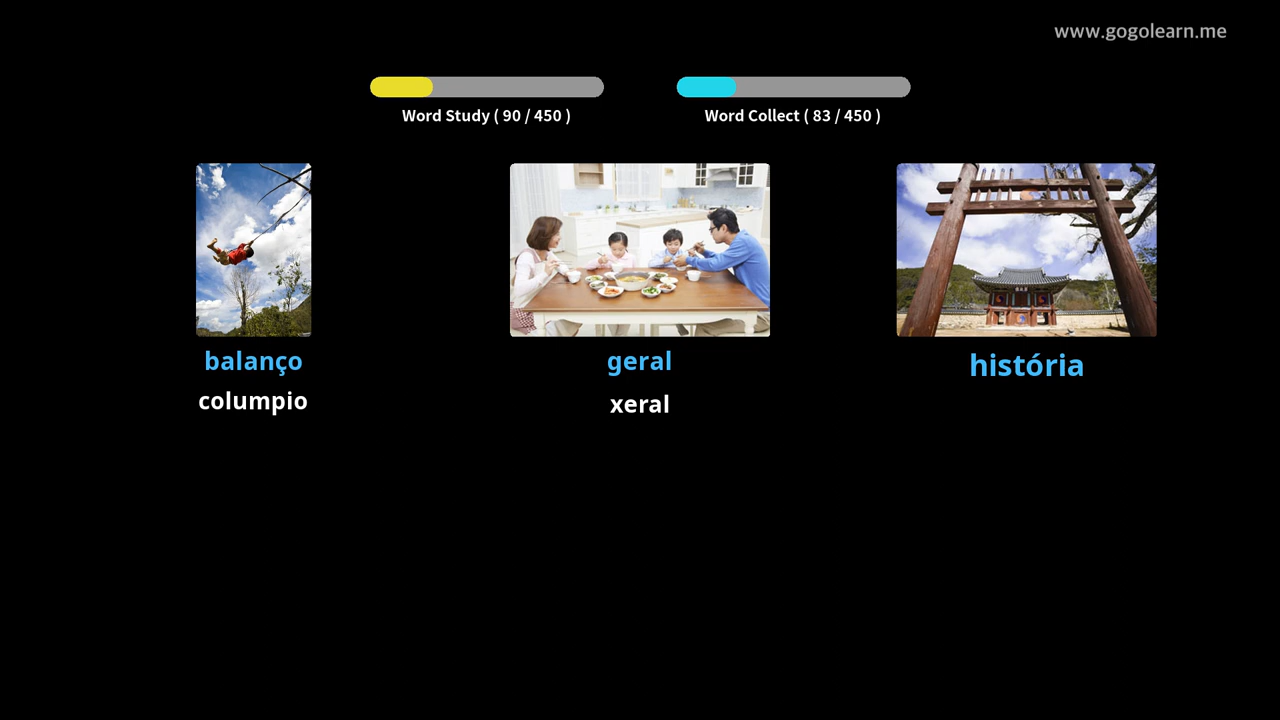 www.gogolearn.me
Word Study ( 90 / 450 )
Word Collect ( 83 / 450 )
balanço
columpio
geral
xeral
história